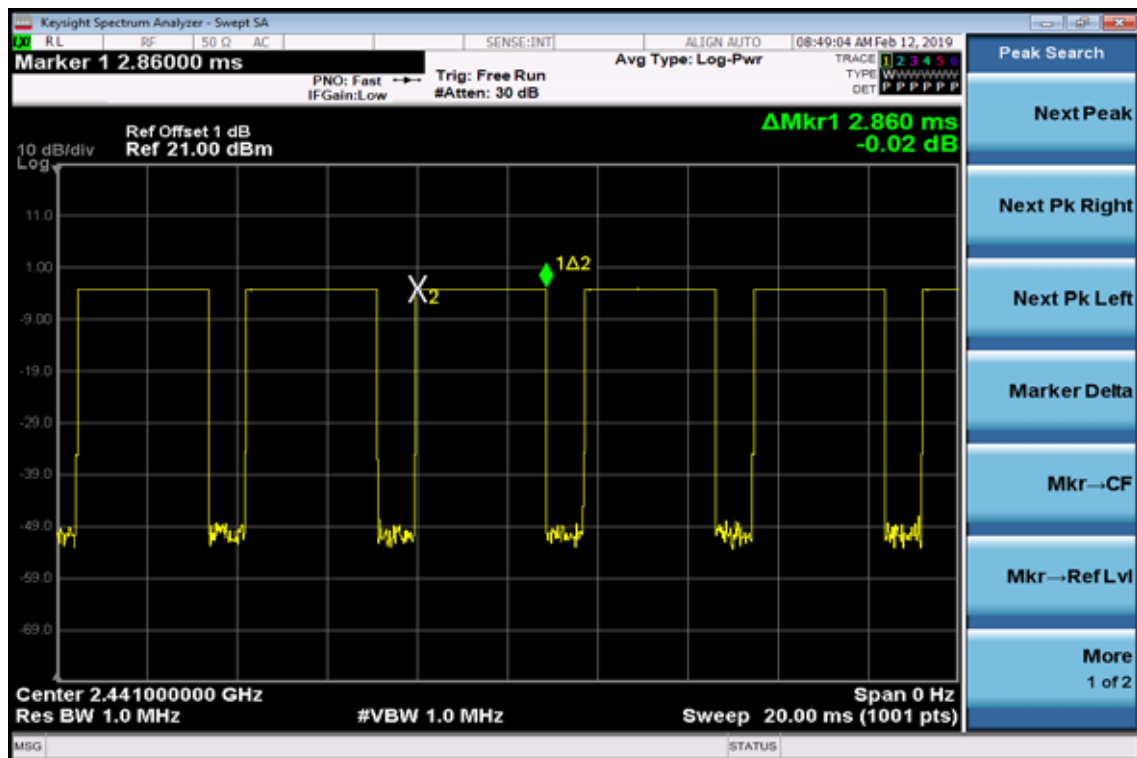 Keysight Spectrum Analyzer - Swept SA
LXI RL RF 50 Ω AC SENSE:INT ALIGN AUTO 08:49:04 AM Feb 12, 2019
Marker 1 2.86000 ms
PNO: Fast
IFGain:Low
Trig: Free Run
#Atten: 30 dB
Avg Type: Log-Pwr
TRACE 1 2 3 4 5 6
TYPE WWWWWW
DET P P P P P P
ΔMkr1 2.860 ms
-0.02 dB
Ref Offset 1 dB
10 dB/div Ref 21.00 dBm
Log
11.0
1.00
-9.00
-19.0
-29.0
-39.0
-49.0
-59.0
-69.0
X2
1Δ2
Center 2.441000000 GHz Span 0 Hz
Res BW 1.0 MHz #VBW 1.0 MHz Sweep 20.00 ms (1001 pts)
MSG STATUS
Peak Search
Next Peak
Next Pk Right
Next Pk Left
Marker Delta
Mkr→CF
Mkr→Ref Lvl
More
1 of 2